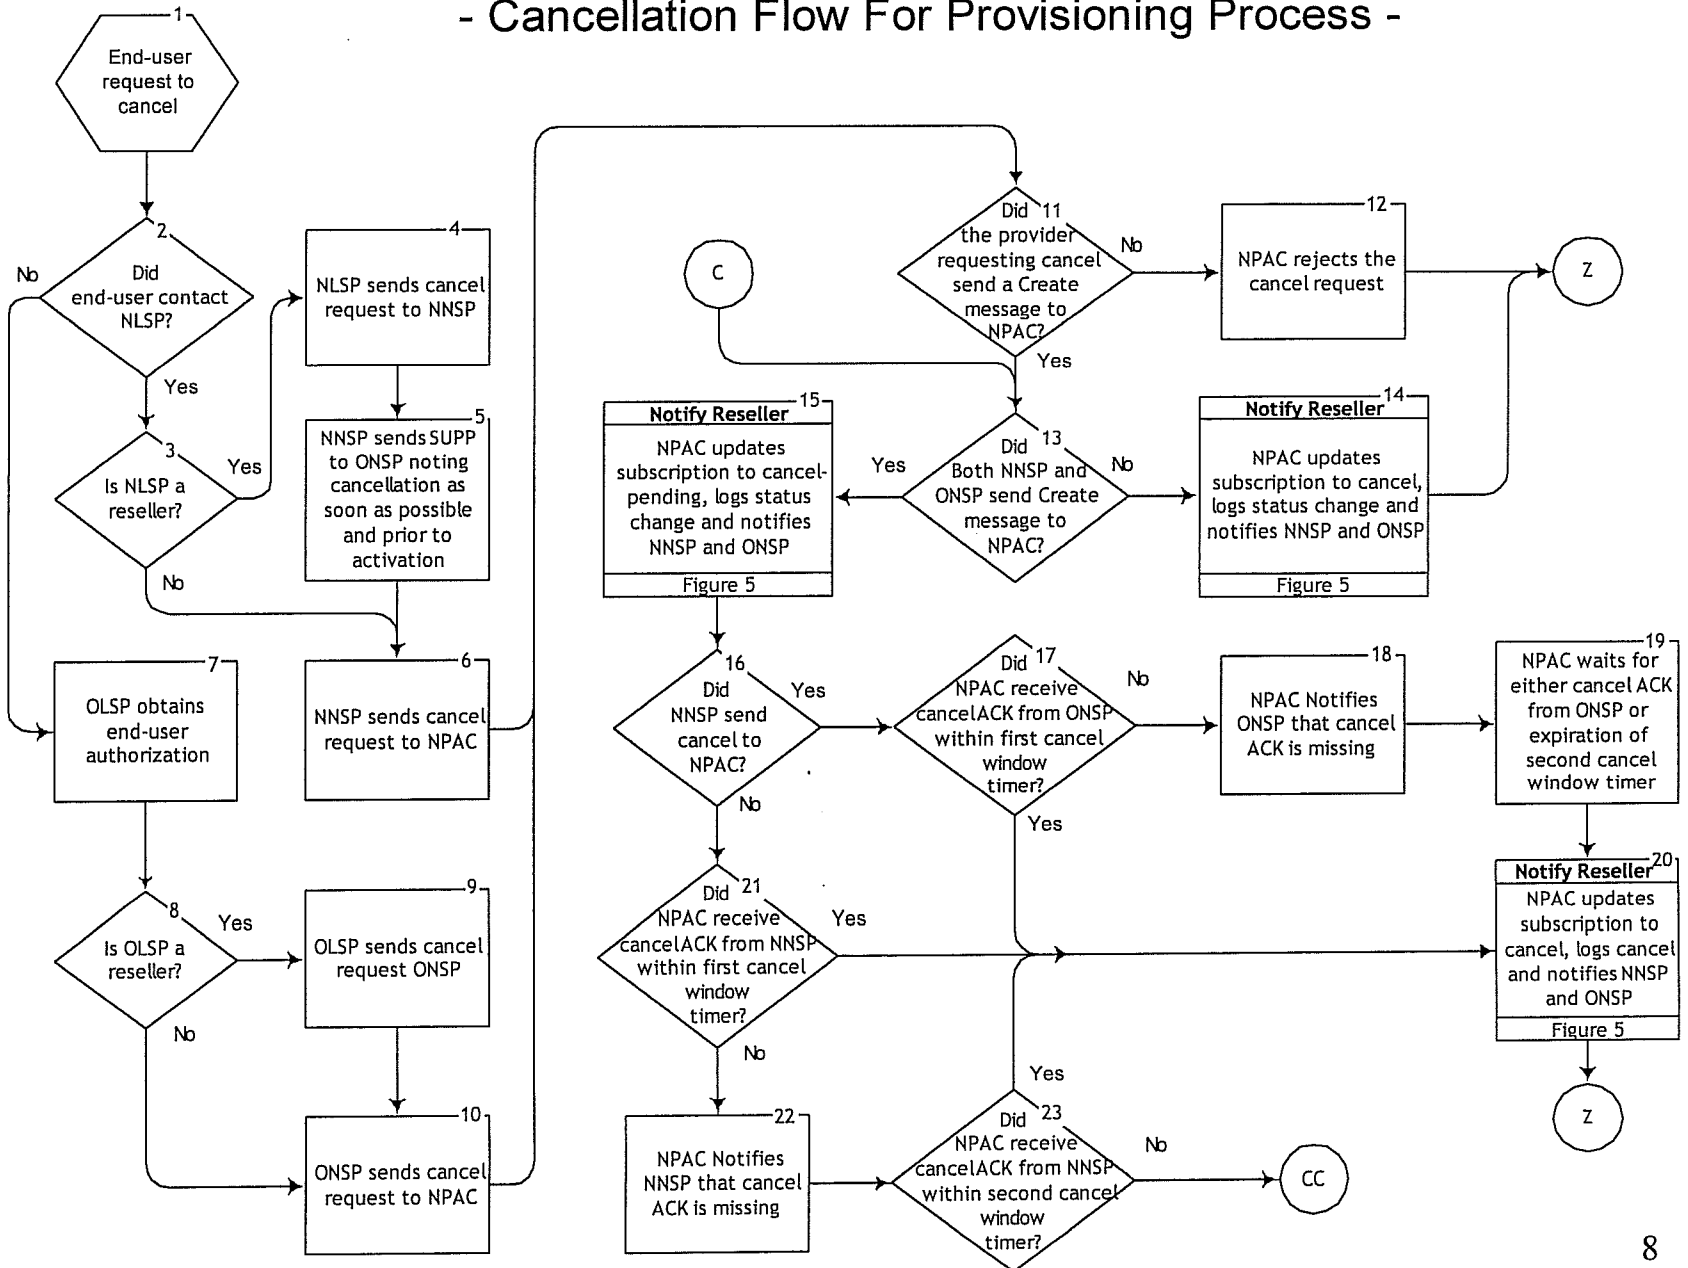 - Cancellation Flow For Provisioning Process -
1
End-user
request to
cancel
2
Did
end-user contact
NLSP?
No
Yes
3
Is NLSP a
reseller?
Yes
No
4
NLSP sends cancel
request to NNSP
5
NNSP sends SUPP
to ONSP noting
cancellation as
soon as possible
and prior to
activation
6
NNSP sends cancel
request to NPAC
7
OLSP obtains
end-user
authorization
8
Is OLSP a
reseller?
Yes
No
9
OLSP sends cancel
request ONSP
10
ONSP sends cancel
request to NPAC
C
Did 11
the provider
requesting cancel
send a Create
message to
NPAC?
No
Yes
12
NPAC rejects the
cancel request
Z
Did 13
Both NNSP and
ONSP send Create
message to
NPAC?
Yes
No
14
Notify Reseller
NPAC updates
subscription to cancel,
logs status change and
notifies NNSP and ONSP
Figure 5
15
Notify Reseller
NPAC updates
subscription to cancel-
pending, logs status
change and notifies
NNSP and ONSP
Figure 5
16
Did
NNSP send
cancel to
NPAC?
Yes
No
Did 17
NPAC receive
cancel ACK from ONSP
within first cancel
window
timer?
No
Yes
18
NPAC Notifies
ONSP that cancel
ACK is missing
19
NPAC waits for
either cancel ACK
from ONSP or
expiration of
second cancel
window timer
20
Notify Reseller
NPAC updates
subscription to
cancel, logs cancel
and notifies NNSP
and ONSP
Figure 5
Z
Did 21
NPAC receive
cancel ACK from NNSP
within first cancel
window
timer?
Yes
No
22
NPAC Notifies
NNSP that cancel
ACK is missing
Yes
Did 23
NPAC receive
cancel ACK from NNSP
within second cancel
window
timer?
No
CC
8